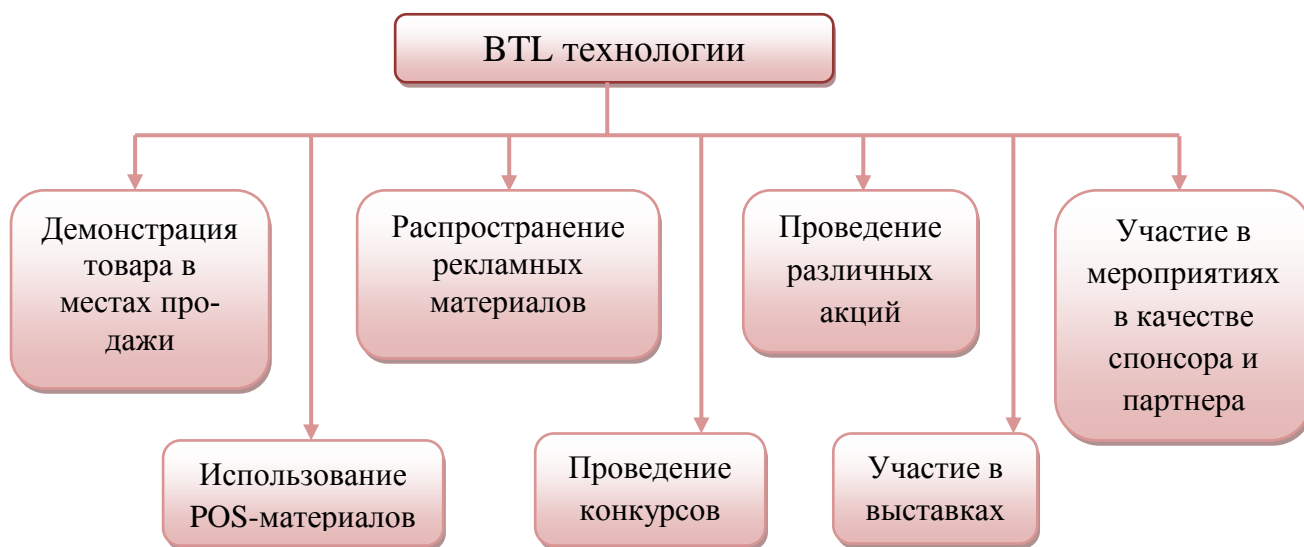 BTL технологии
Демонстрация
товара в
местах про-
дажи
Распространение
рекламных
материалов
Проведение
различных
акций
Участие в
мероприятиях
в качестве
спонсора и
партнера
Использование
POS-материалов
Проведение
конкурсов
Участие в
выставках